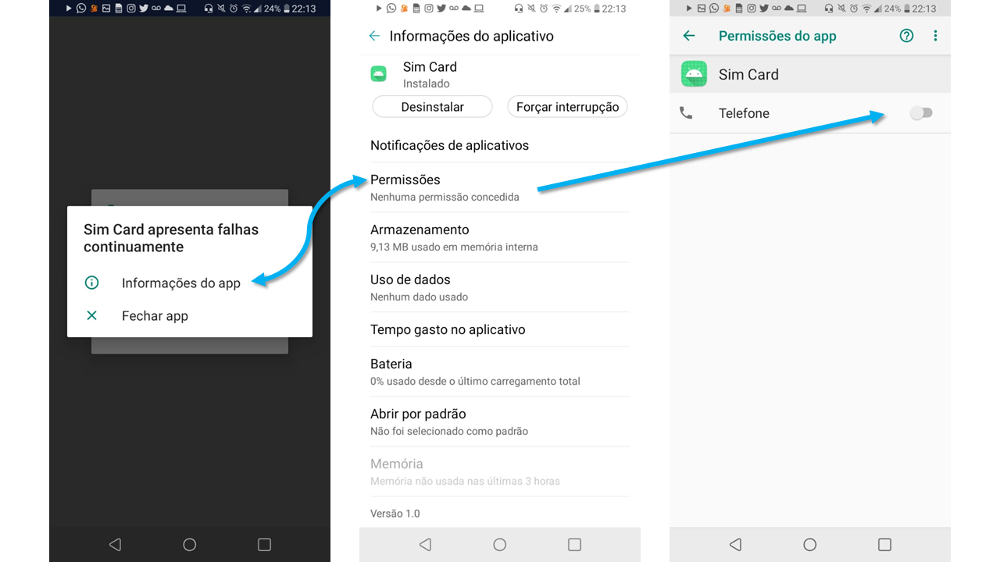 24% 22:13
Sim Card apresenta falhas
continuamente
Informações do app
Fechar app
25% 22:13
Informações do aplicativo
Sim Card
Instalado
Desinstalar
Forçar interrupção
Notificações de aplicativos
Permissões
Nenhuma permissão concedida
Armazenamento
9,13 MB usado em memória interna
Uso de dados
Nenhum dado usado
Tempo gasto no aplicativo
Bateria
0% usado desde o último carregamento total
Abrir por padrão
Não foi selecionado como padrão
Memória
Memória não usada nas últimas 3 horas
Versão 1.0
24% 22:13
Permissões do app
Sim Card
Telefone